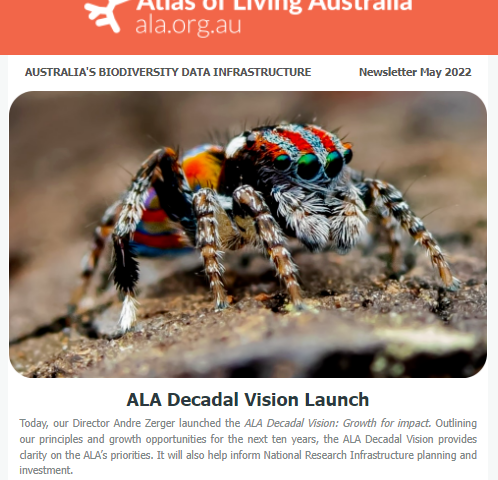 Atlas of Living Australia
ala.org.au
AUSTRALIA'S BIODIVERSITY DATA INFRASTRUCTURE
Newsletter May 2022
ALA Decadal Vision Launch
Today, our Director Andre Zerger launched the ALA Decadal Vision: Growth for impact. Outlining
our principles and growth opportunities for the next ten years, the ALA Decadal Vision provides
clarity on the ALA’s priorities. It will also help inform National Research Infrastructure planning and
investment.